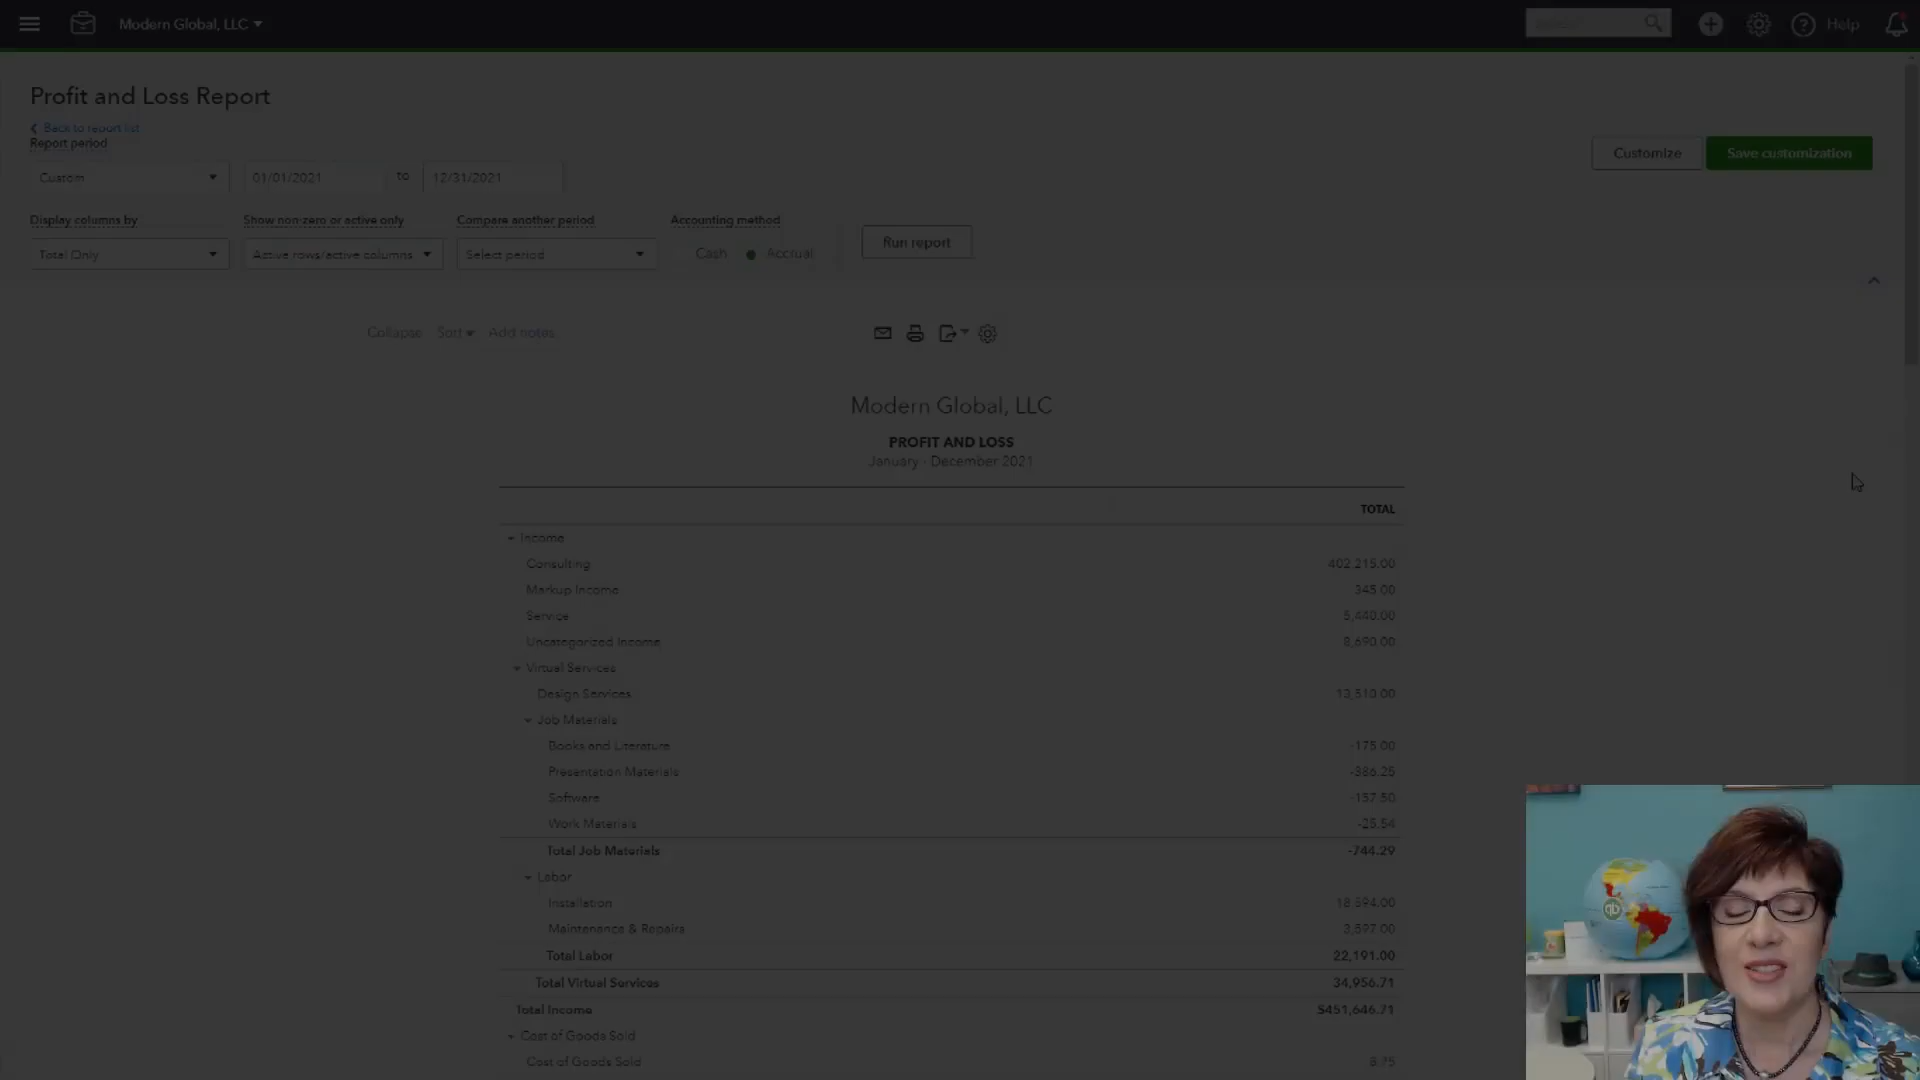 Modern Global, LLC
Help
Profit and Loss Report
Back to report list
Report period
Customize
Save customization
Custom
01/01/2021
to
12/31/2021
Display columns by
Show non-zero or active only
Compare another period
Accounting method
Total Only
Active rows/active columns
Select period
Cash
Accrual
Run report
Collapse
Sort
Add notes
Modern Global, LLC
PROFIT AND LOSS
January - December 2021
TOTAL
Income
Consulting 402,215.00
Markup Income 345.00
Service 5,440.00
Uncategorized Income 8,690.00
Virtual Services
Design Services 13,510.00
Job Materials
Books and Literature -175.00
Presentation Materials -386.25
Software -157.50
Work Materials -25.54
Total Job Materials -744.29
Labor
Installation 18,594.00
Maintenance & Repairs 3,597.00
Total Labor 22,191.00
Total Virtual Services 34,956.71
Total Income $451,646.71
Cost of Goods Sold
Cost of Goods Sold
qb